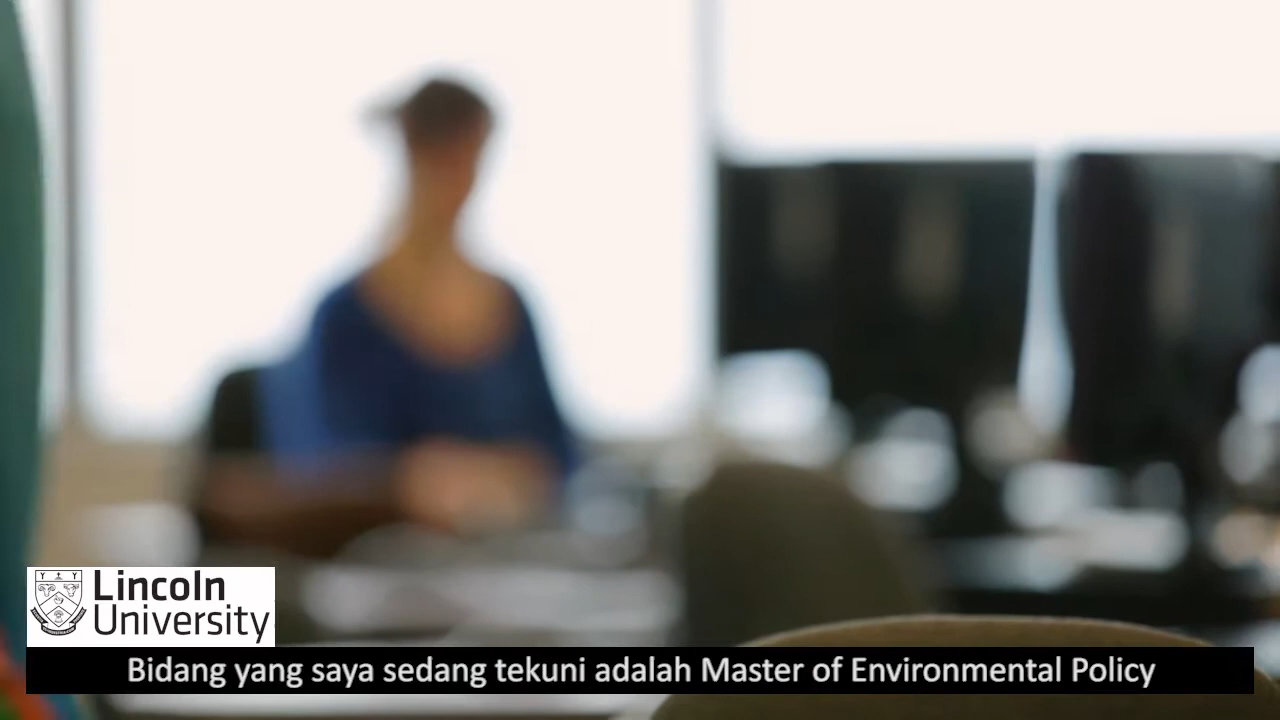 Lincoln
University
Bidang yang saya sedang tekuni adalah Master of Environmental Policy